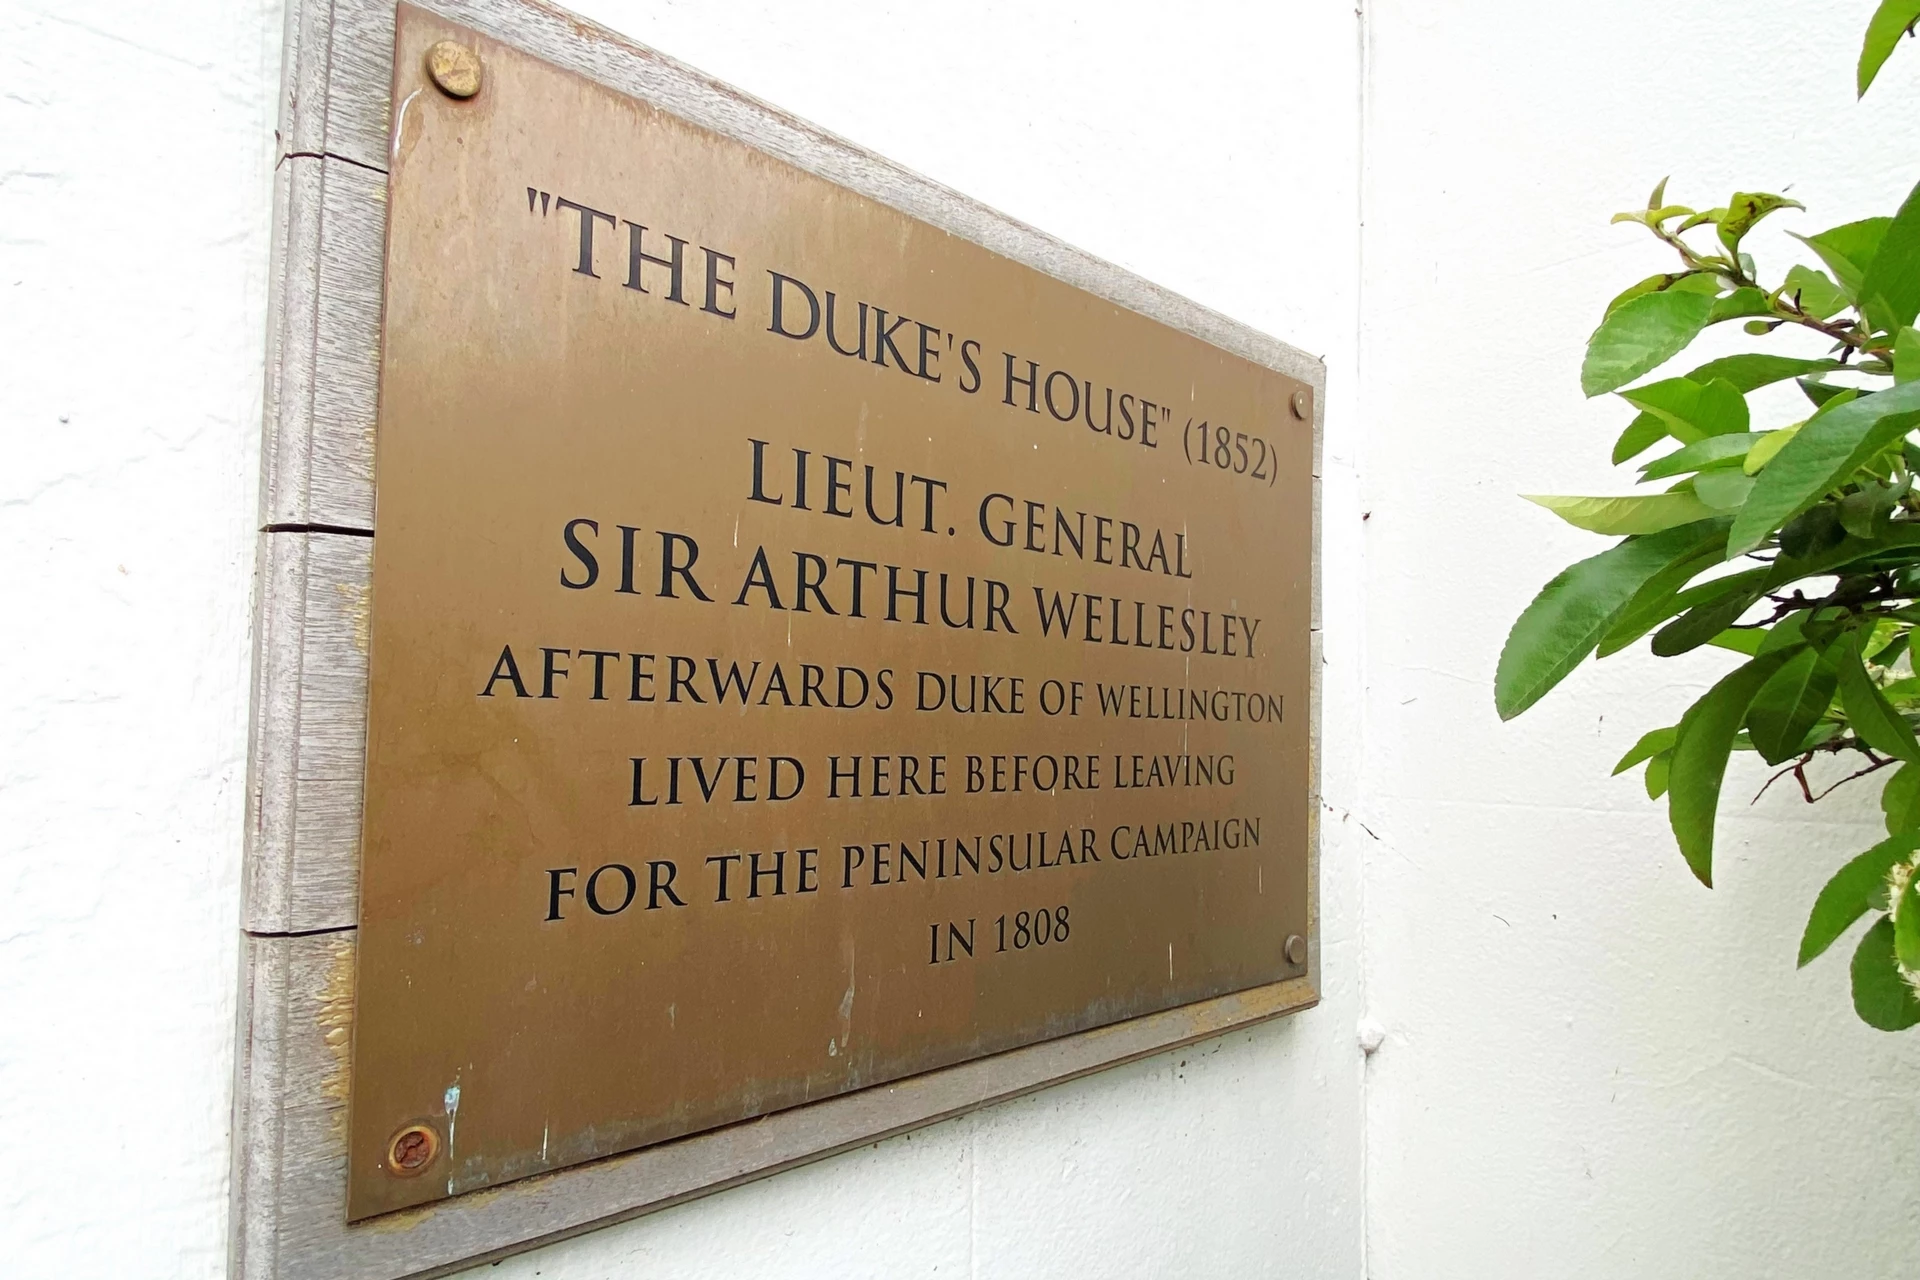 "THE DUKE'S HOUSE" (1852)
LIEUT. GENERAL
SIR ARTHUR WELLESLEY
AFTERWARDS DUKE OF WELLINGTON
LIVED HERE BEFORE LEAVING
FOR THE PENINSULAR CAMPAIGN
IN 1808